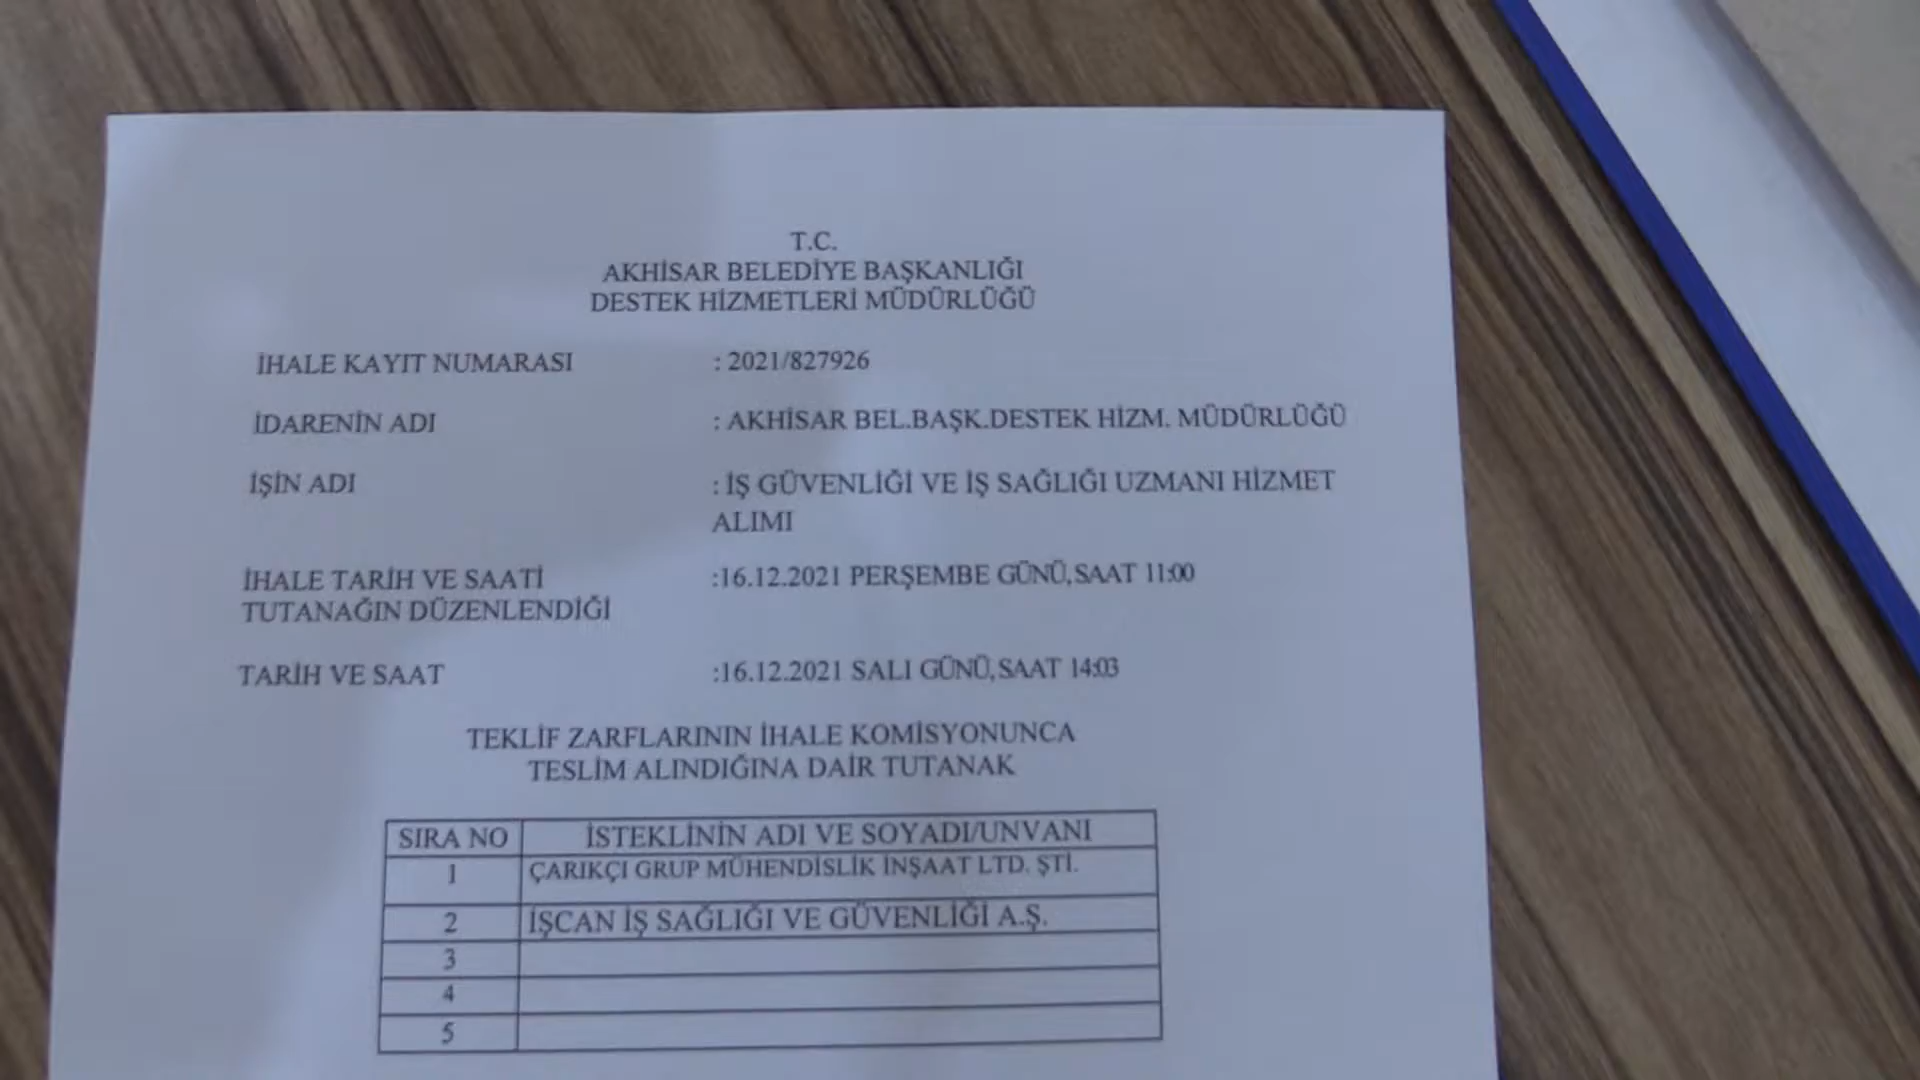 T.C.
AKHİSAR BELEDİYE BAŞKANLIĞI
DESTEK HİZMETLERİ MÜDÜRLÜĞÜ
İHALE KAYIT NUMARASI : 2021/827926
İDARENİN ADI : AKHİSAR BEL.BAŞK.DESTEK HİZM. MÜDÜRLÜĞÜ
İŞİN ADI : İŞ GÜVENLİĞİ VE İŞ SAĞLIĞI UZMANI HİZMET
ALIMI
İHALE TARİH VE SAATİ :16.12.2021 PERŞEMBE GÜNÜ,SAAT 11:00
TUTANAĞIN DÜZENLENDİĞİ
TARİH VE SAAT :16.12.2021 SALI GÜNÜ,SAAT 14:03
TEKLİF ZARFLARININ İHALE KOMİSYONUNCA
TESLİM ALINDIĞINA DAİR TUTANAK
SIRA NO İSTEKLİNİN ADI VE SOYADI/UNVANI
1 ÇARIKÇI GRUP MÜHENDİSLİK İNŞAAT LTD. ŞTİ.
2 İŞCAN İŞ SAĞLIĞI VE GÜVENLİĞİ A.Ş.
3
4
5